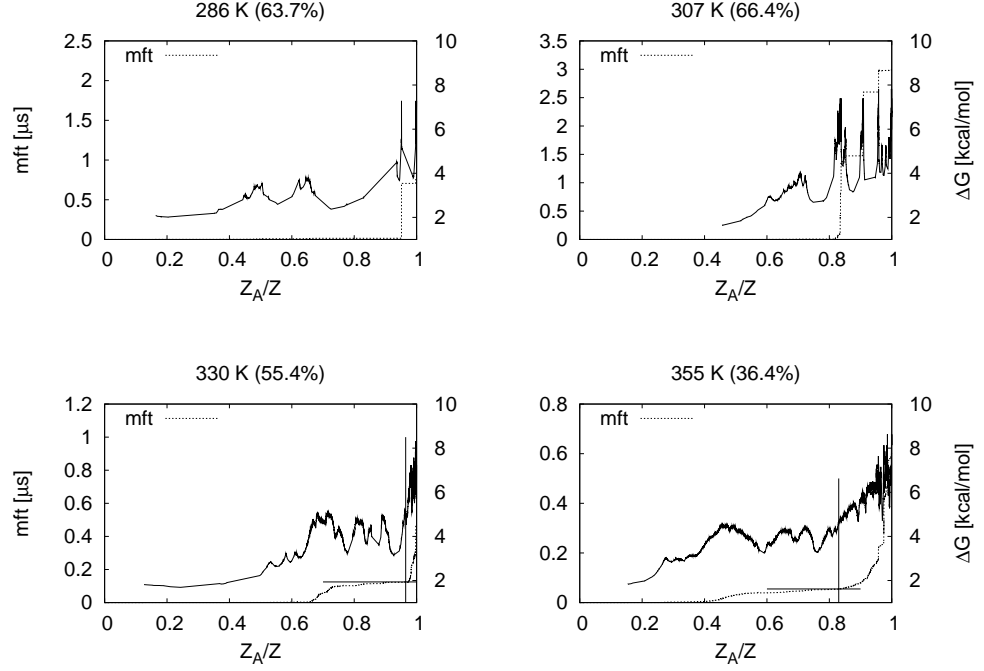 286 K (63.7%)
307 K (66.4%)
mft
mft
2.5
2
1.5
1
0.5
0
10
8
6
4
2
3.5
3
2.5
2
1.5
1
0.5
0
10
8
6
4
2
mft [μs]
ΔG [kcal/mol]
0 0.2 0.4 0.6 0.8 1
0 0.2 0.4 0.6 0.8 1
Z_A/Z
Z_A/Z
330 K (55.4%)
355 K (36.4%)
mft
mft
1.2
1
0.8
0.6
0.4
0.2
0
10
8
6
4
2
0.8
0.6
0.4
0.2
0
10
8
6
4
2
mft [μs]
ΔG [kcal/mol]
0 0.2 0.4 0.6 0.8 1
0 0.2 0.4 0.6 0.8 1
Z_A/Z
Z_A/Z